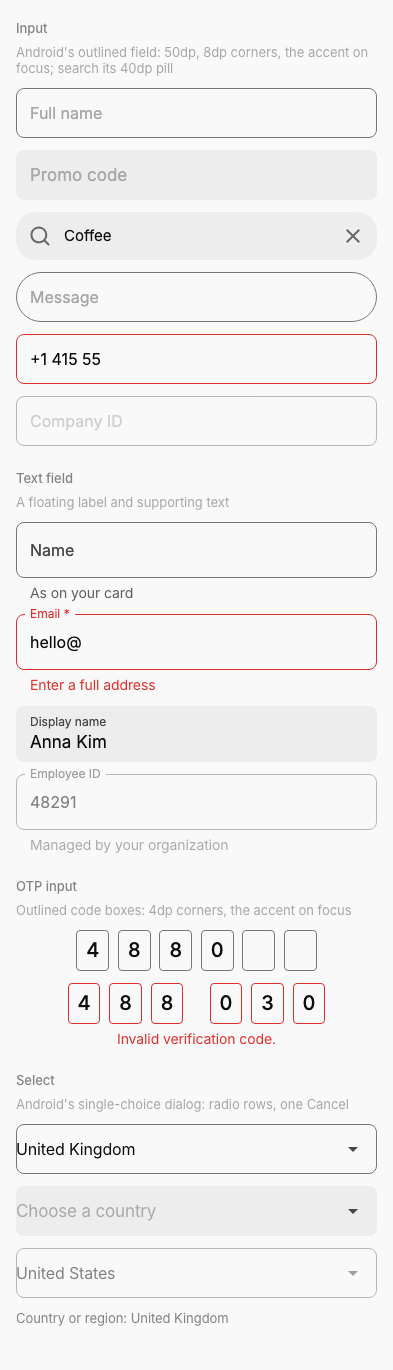 Input
Android's outlined field: 50dp, 8dp corners, the accent on
focus; search its 40dp pill
Full name
Promo code
Coffee
Message
+1 415 55
Company ID
Text field
A floating label and supporting text
Name
As on your card
Email *
hello@
Enter a full address
Display name
Anna Kim
Employee ID
48291
Managed by your organization
OTP input
Outlined code boxes: 4dp corners, the accent on focus
4 8 8 0
4 8 8 0 3 0
Invalid verification code.
Select
Android's single-choice dialog: radio rows, one Cancel
United Kingdom
Choose a country
United States
Country or region: United Kingdom